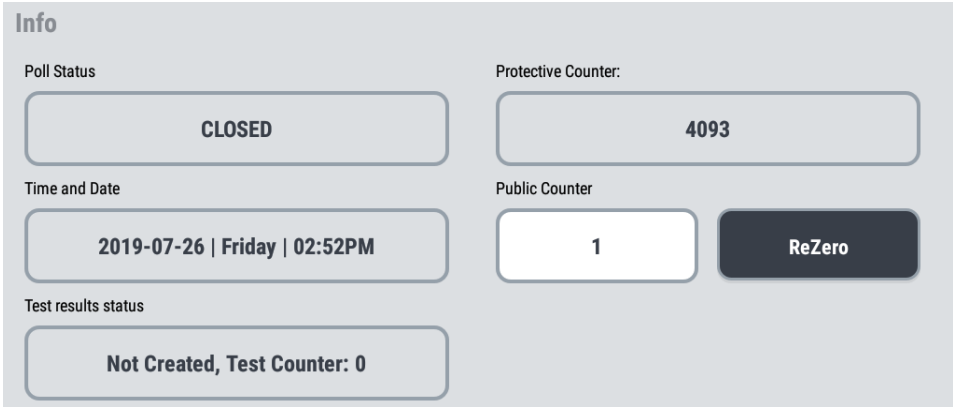 Info
Poll Status
CLOSED
Protective Counter:
4093
Time and Date
2019-07-26 | Friday | 02:52PM
Public Counter
1
ReZero
Test results status
Not Created, Test Counter: 0